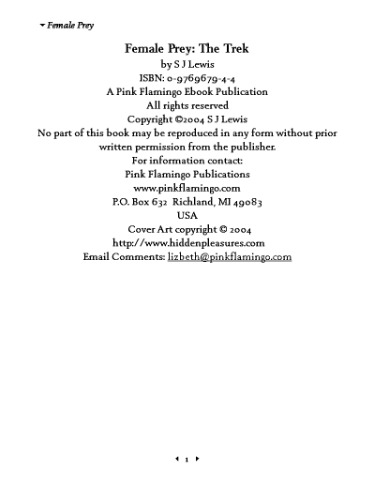 Female Prey
Female Prey: The Trek
by S J Lewis
ISBN: 0-9769679-4-4
A Pink Flamingo Ebook Publication
All rights reserved
Copyright ©2004 S J Lewis
No part of this book may be reproduced in any form without prior
written permission from the publisher.
For information contact:
Pink Flamingo Publications
www.pinkflamingo.com
P.O. Box 632 Richland, MI 49083
USA
Cover Art copyright © 2004
http://www.hiddenpleasures.com
Email Comments: lizbeth@pinkflamingo.com
1